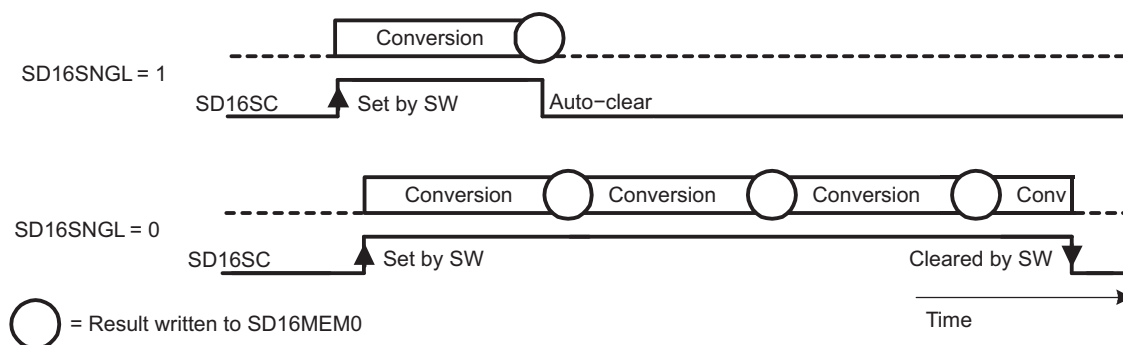 Conversion
SD16SNGL = 1
SD16SC Set by SW Auto−clear
Conversion Conversion Conversion Conv
SD16SNGL = 0
SD16SC Set by SW Cleared by SW
= Result written to SD16MEM0
Time